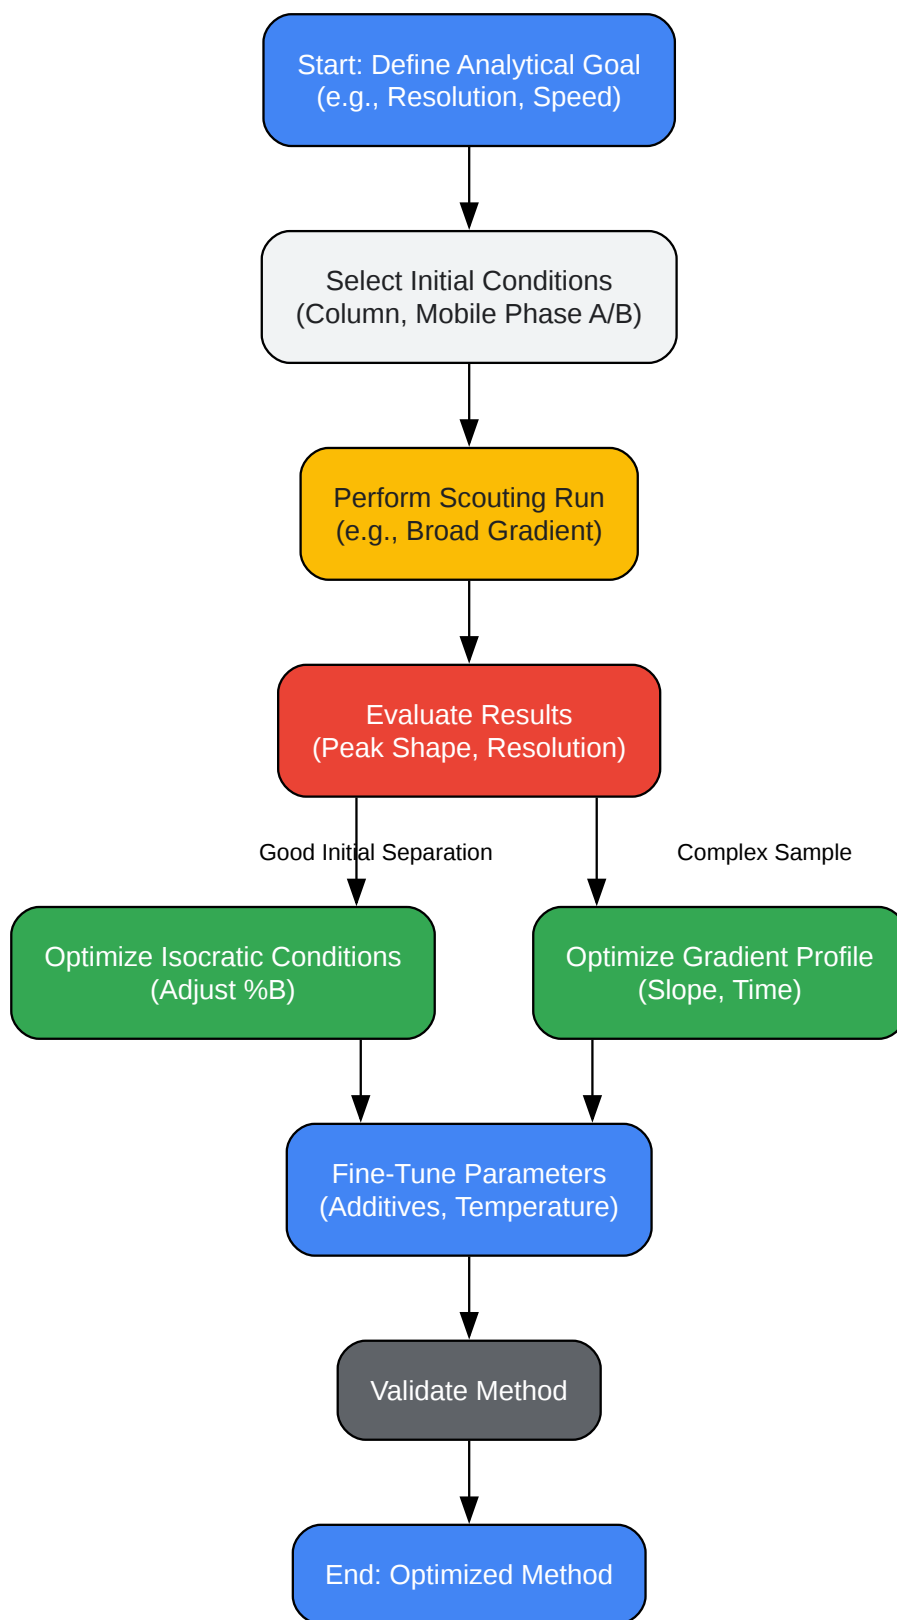 Start: Define Analytical Goal
(e.g., Resolution, Speed)
Select Initial Conditions
(Column, Mobile Phase A/B)
Perform Scouting Run
(e.g., Broad Gradient)
Evaluate Results
(Peak Shape, Resolution)
Good Initial Separation
Complex Sample
Optimize Isocratic Conditions
(Adjust %B)
Optimize Gradient Profile
(Slope, Time)
Fine-Tune Parameters
(Additives, Temperature)
Validate Method
End: Optimized Method